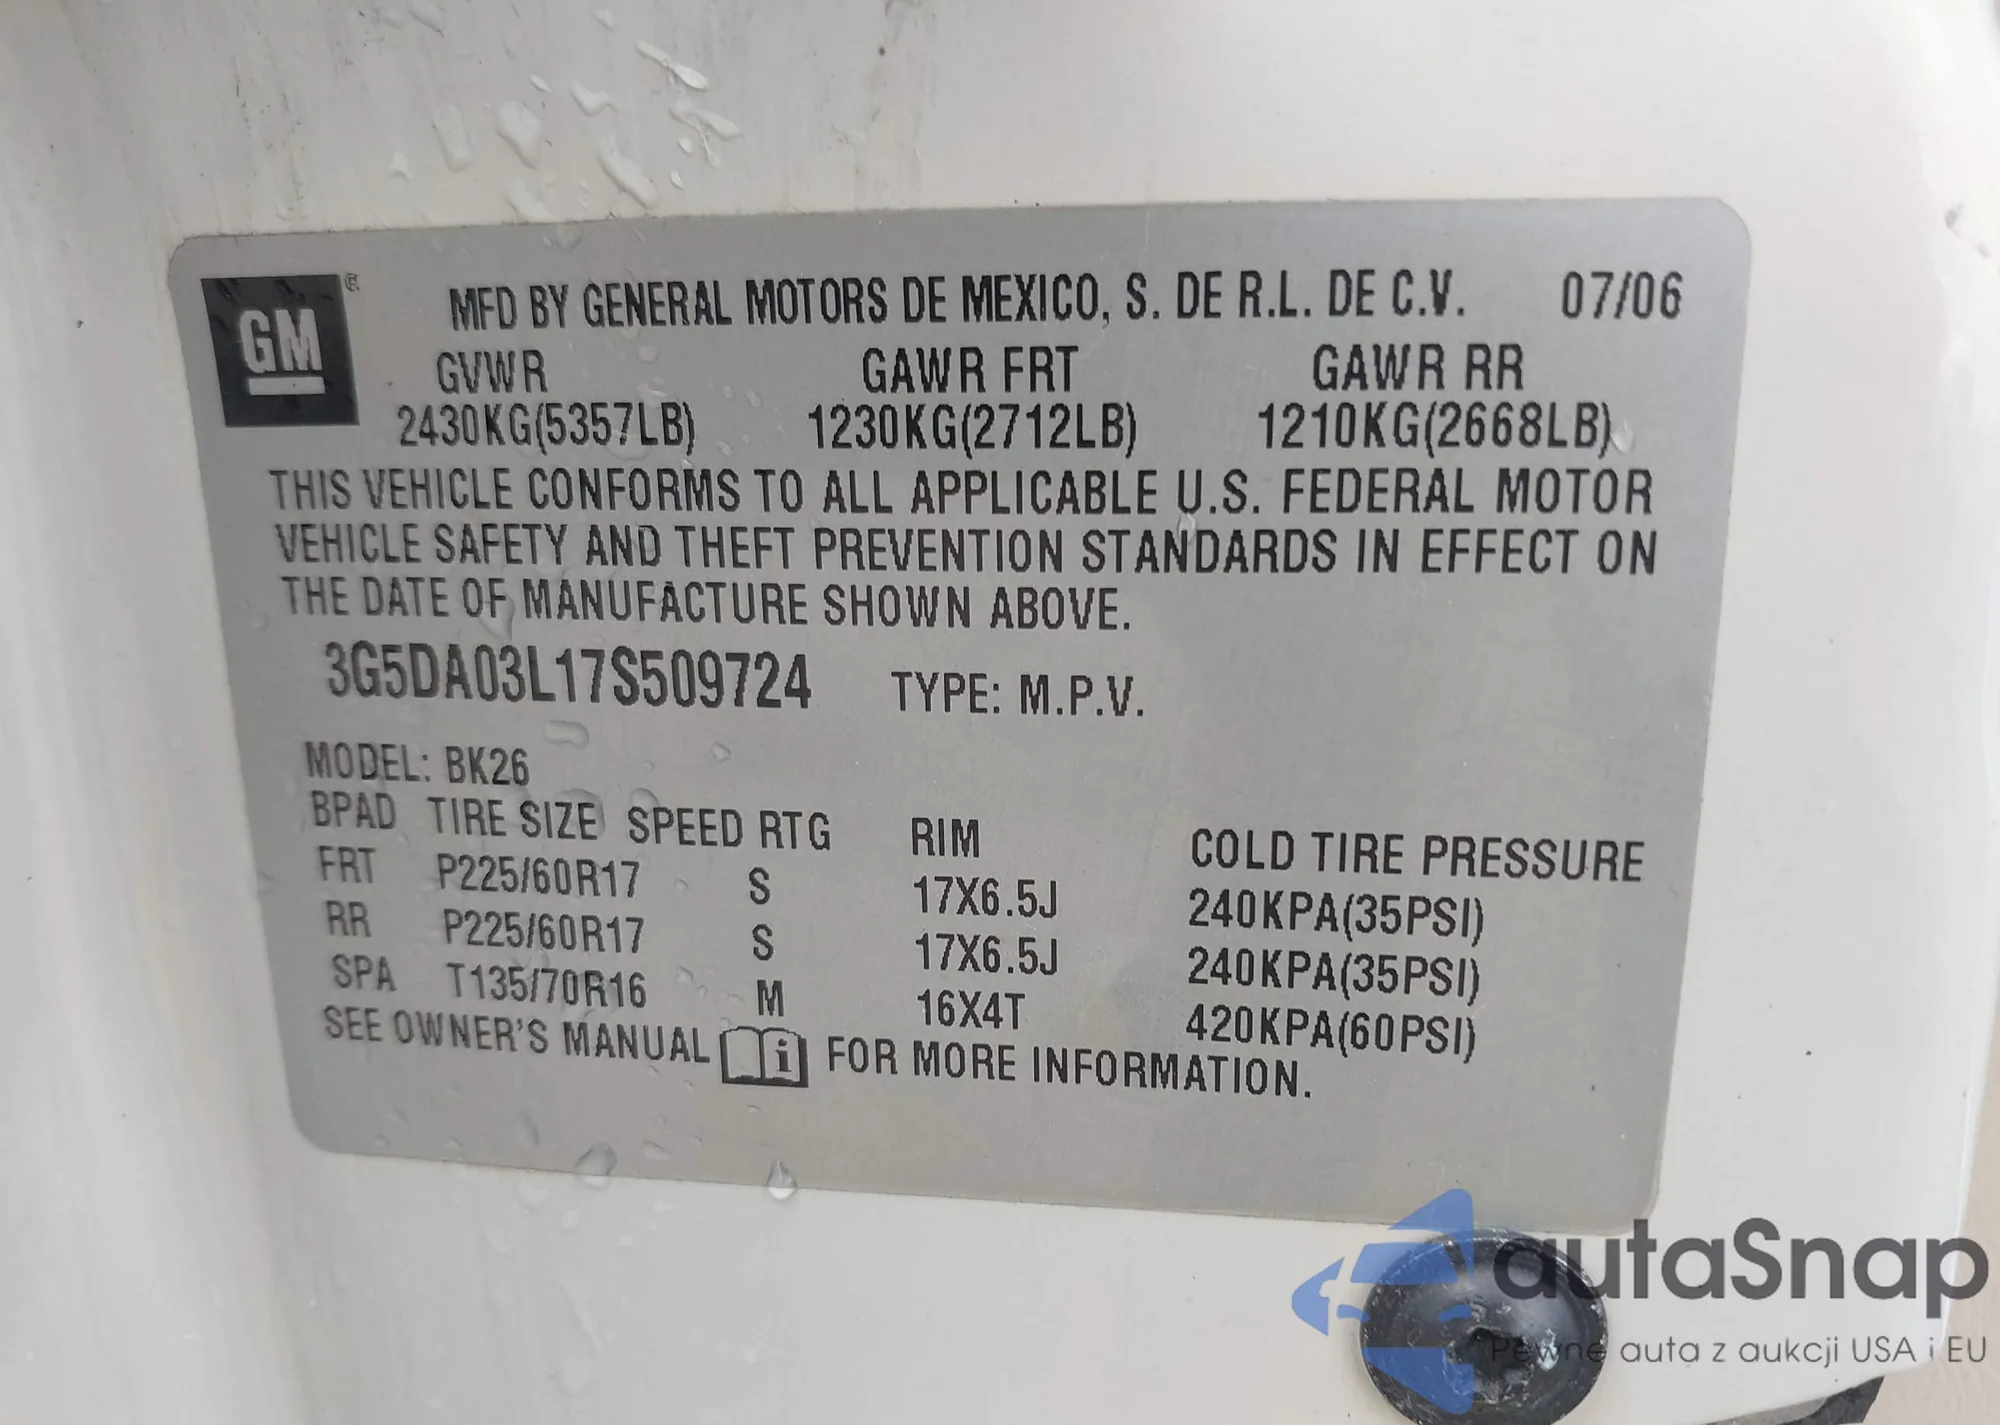 GM ®
MFD BY GENERAL MOTORS DE MEXICO, S. DE R.L. DE C.V. 07/06
GVWR GAWR FRT GAWR RR
2430KG(5357LB) 1230KG(2712LB) 1210KG(2668LB)
THIS VEHICLE CONFORMS TO ALL APPLICABLE U.S. FEDERAL MOTOR
VEHICLE SAFETY AND THEFT PREVENTION STANDARDS IN EFFECT ON
THE DATE OF MANUFACTURE SHOWN ABOVE.
3G5DA03L17S509724 TYPE: M.P.V.
MODEL: BK26
BPAD TIRE SIZE SPEED RTG RIM COLD TIRE PRESSURE
FRT P225/60R17 S 17X6.5J 240KPA(35PSI)
RR P225/60R17 S 17X6.5J 240KPA(35PSI)
SPA T135/70R16 M 16X4T 420KPA(60PSI)
SEE OWNER'S MANUAL i FOR MORE INFORMATION.
autaSnap
Pewne auta z aukcji USA i EU